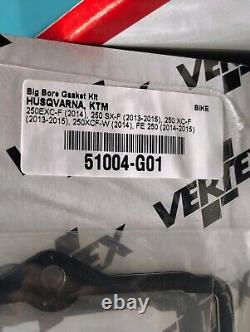 VERTEX
Big Bore Gasket Kit
HUSQVARNA, KTM BIKE
250EXC-F (2014), 250 SX-F (2013-2015), 250 XC-F
(2013-2015), 250XCF-W (2014), FE 250 (2014-2015)
51004-G01
VERTEX